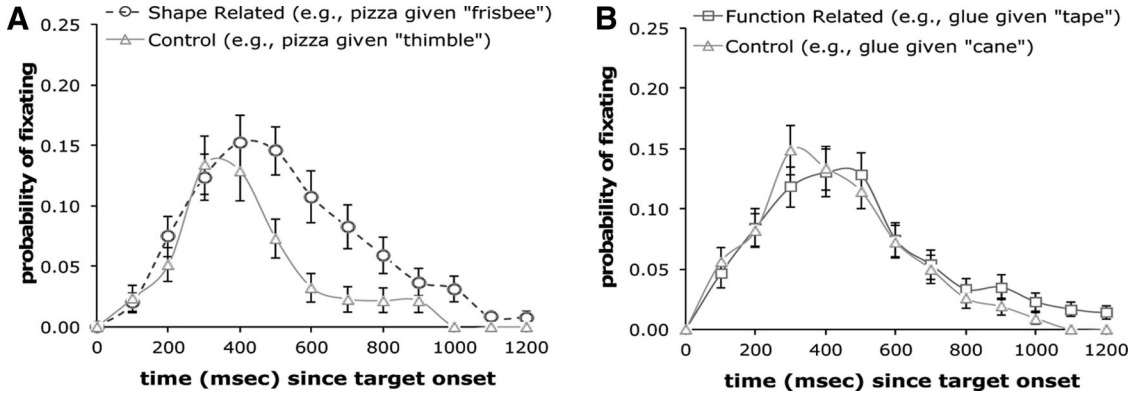 A
Shape Related (e.g., pizza given "frisbee")
Control (e.g., pizza given "thimble")
probability of fixating
0.25
0.20
0.15
0.10
0.05
0.00
0 200 400 600 800 1000 1200
time (msec) since target onset
B
Function Related (e.g., glue given "tape")
Control (e.g., glue given "cane")
probability of fixating
0.25
0.20
0.15
0.10
0.05
0.00
0 200 400 600 800 1000 1200
time (msec) since target onset